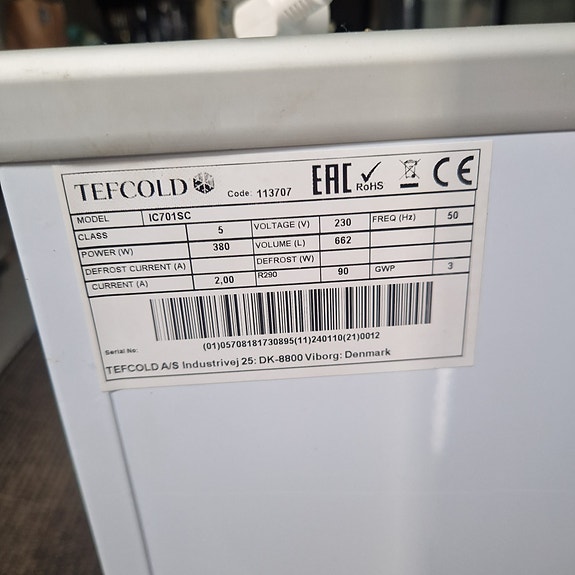 TEFCOLD Code: 113707 EAC RoHS CE
MODEL IC701SC
CLASS 5 VOLTAGE (V) 230 FREQ (Hz) 50
POWER (W) 380 VOLUME (L) 662
DEFROST CURRENT (A) DEFROST (W)
CURRENT (A) 2,00 R290 90 GWP 3
Serial No: (01)05708181730895(11)240110(21)0012
TEFCOLD A/S Industrivej 25: DK-8800 Viborg: Denmark